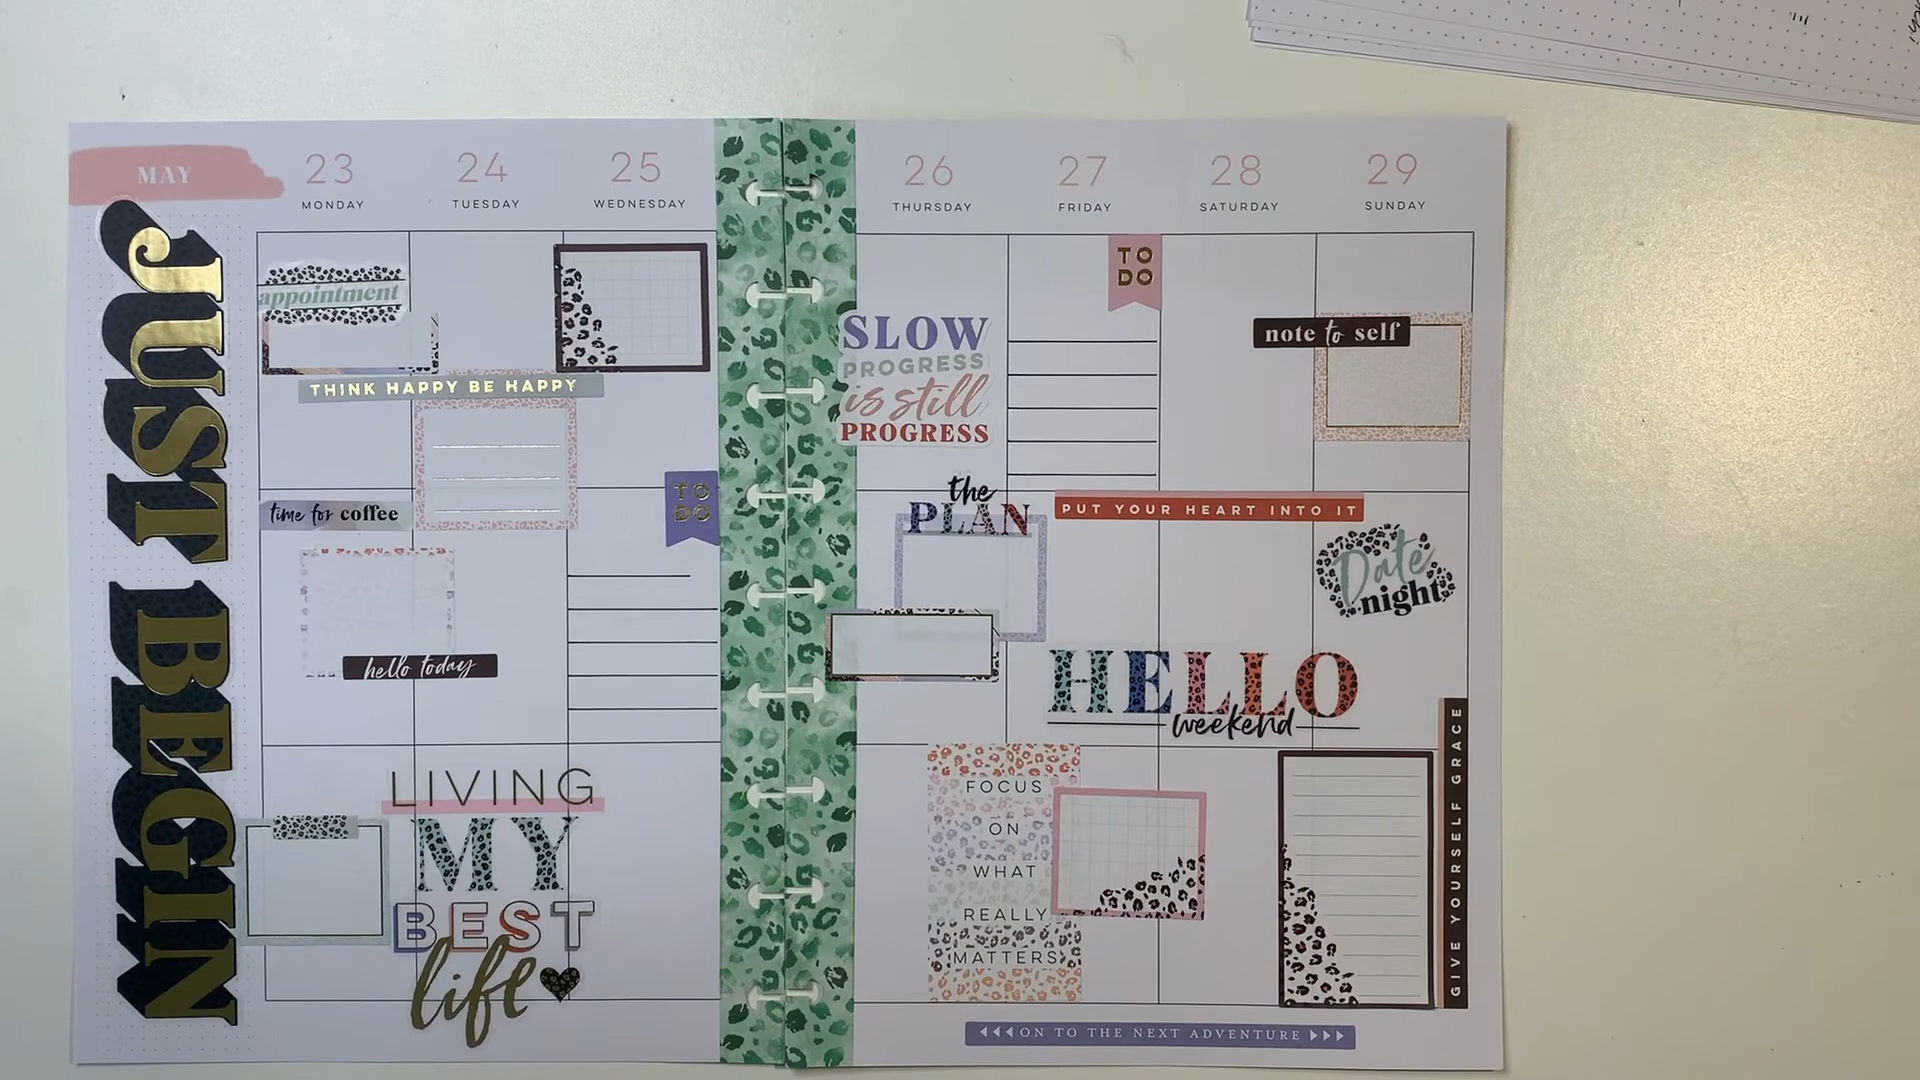 MAY
23
MONDAY
24
TUESDAY
25
WEDNESDAY
26
THURSDAY
27
FRIDAY
28
SATURDAY
29
SUNDAY
JUST BEGIN
appointment
THINK HAPPY BE HAPPY
time for coffee
TO
DO
hello today
LIVING
MY
BEST
life
SLOW
PROGRESS
is still
PROGRESS
TO
DO
note to self
the
PLAN
PUT YOUR HEART INTO IT
Date
night
HELLO
weekend
FOCUS
ON
WHAT
REALLY
MATTERS
GIVE YOURSELF GRACE
ON TO THE NEXT ADVENTURE